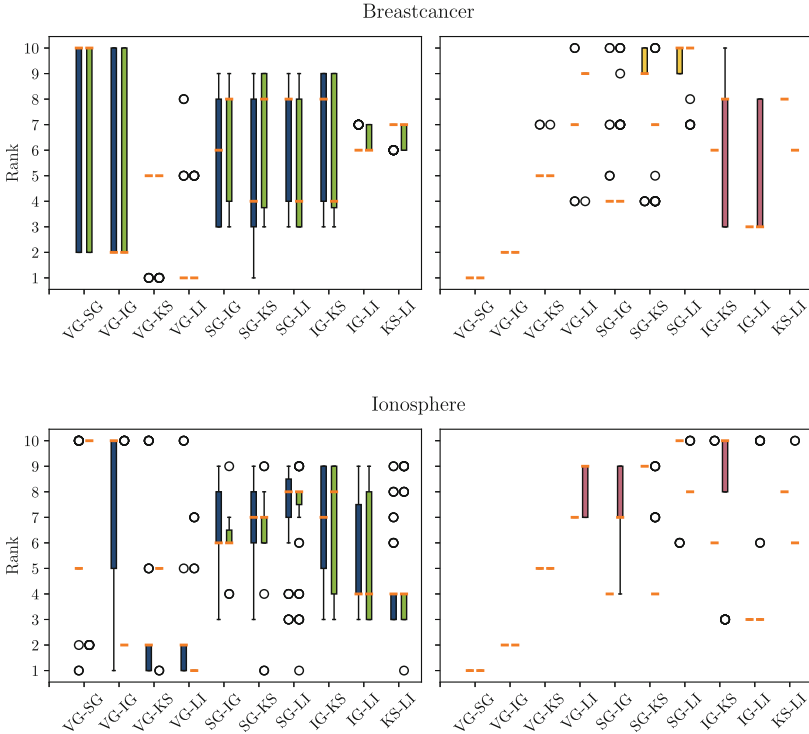 Breastcancer
Rank
10
9
8
7
6
5
4
3
2
1
VG-SG
VG-IG
VG-KS
VG-LI
SG-IG
SG-KS
SG-LI
IG-KS
IG-LI
KS-LI
VG-SG
VG-IG
VG-KS
VG-LI
SG-IG
SG-KS
SG-LI
IG-KS
IG-LI
KS-LI
Ionosphere
Rank
10
9
8
7
6
5
4
3
2
1
VG-SG
VG-IG
VG-KS
VG-LI
SG-IG
SG-KS
SG-LI
IG-KS
IG-LI
KS-LI
VG-SG
VG-IG
VG-KS
VG-LI
SG-IG
SG-KS
SG-LI
IG-KS
IG-LI
KS-LI